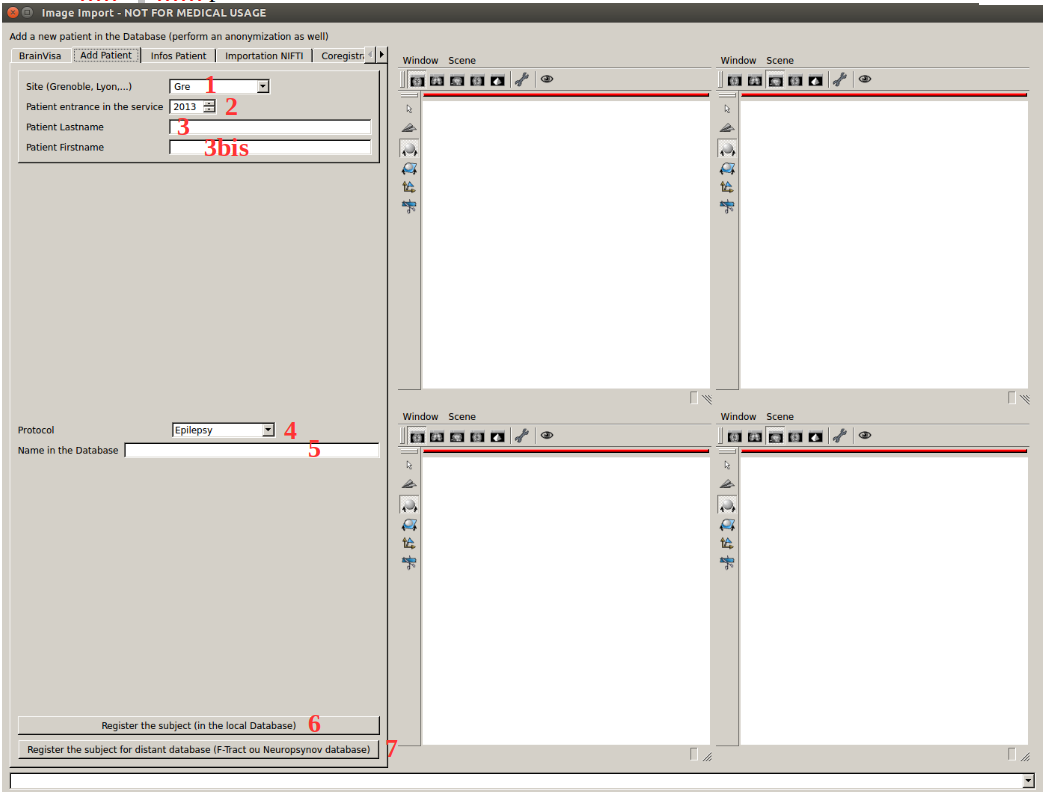 Image Import - NOT FOR MEDICAL USAGE
Add a new patient in the Database (perform an anonymization as well)
BrainVisa Add Patient Infos Patient Importation NIFTI Coregistr
Site (Grenoble, Lyon,...) Gre 1
Patient entrance in the service 2013 2
Patient Lastname 3
Patient Firstname 3bis
Protocol Epilepsy 4
Name in the Database 5
Register the subject (in the local Database) 6
Register the subject for distant database (F-Tract ou Neuropsynov database) 7
Window Scene
Window Scene
Window Scene
Window Scene